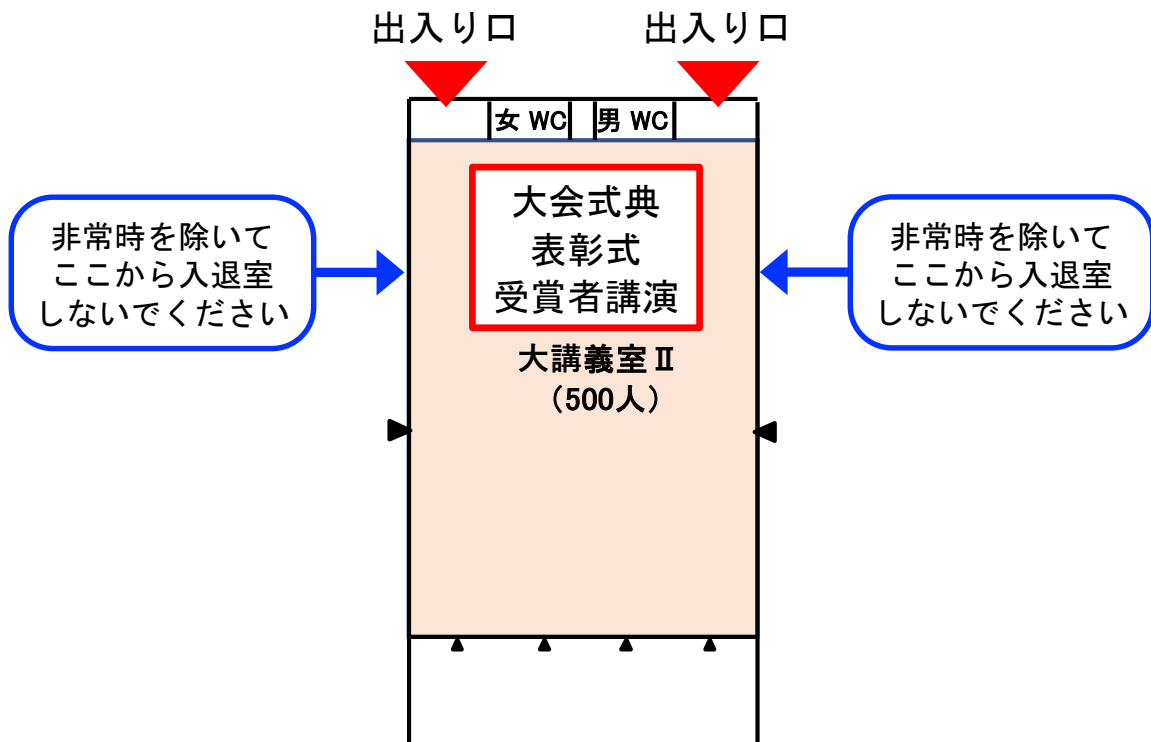 出入り口
出入り口
女 WC
男 WC
大会式典
表彰式
受賞者講演
非常時を除いて
ここから入退室
しないでください
非常時を除いて
ここから入退室
しないでください
大講義室Ⅱ
（500人）